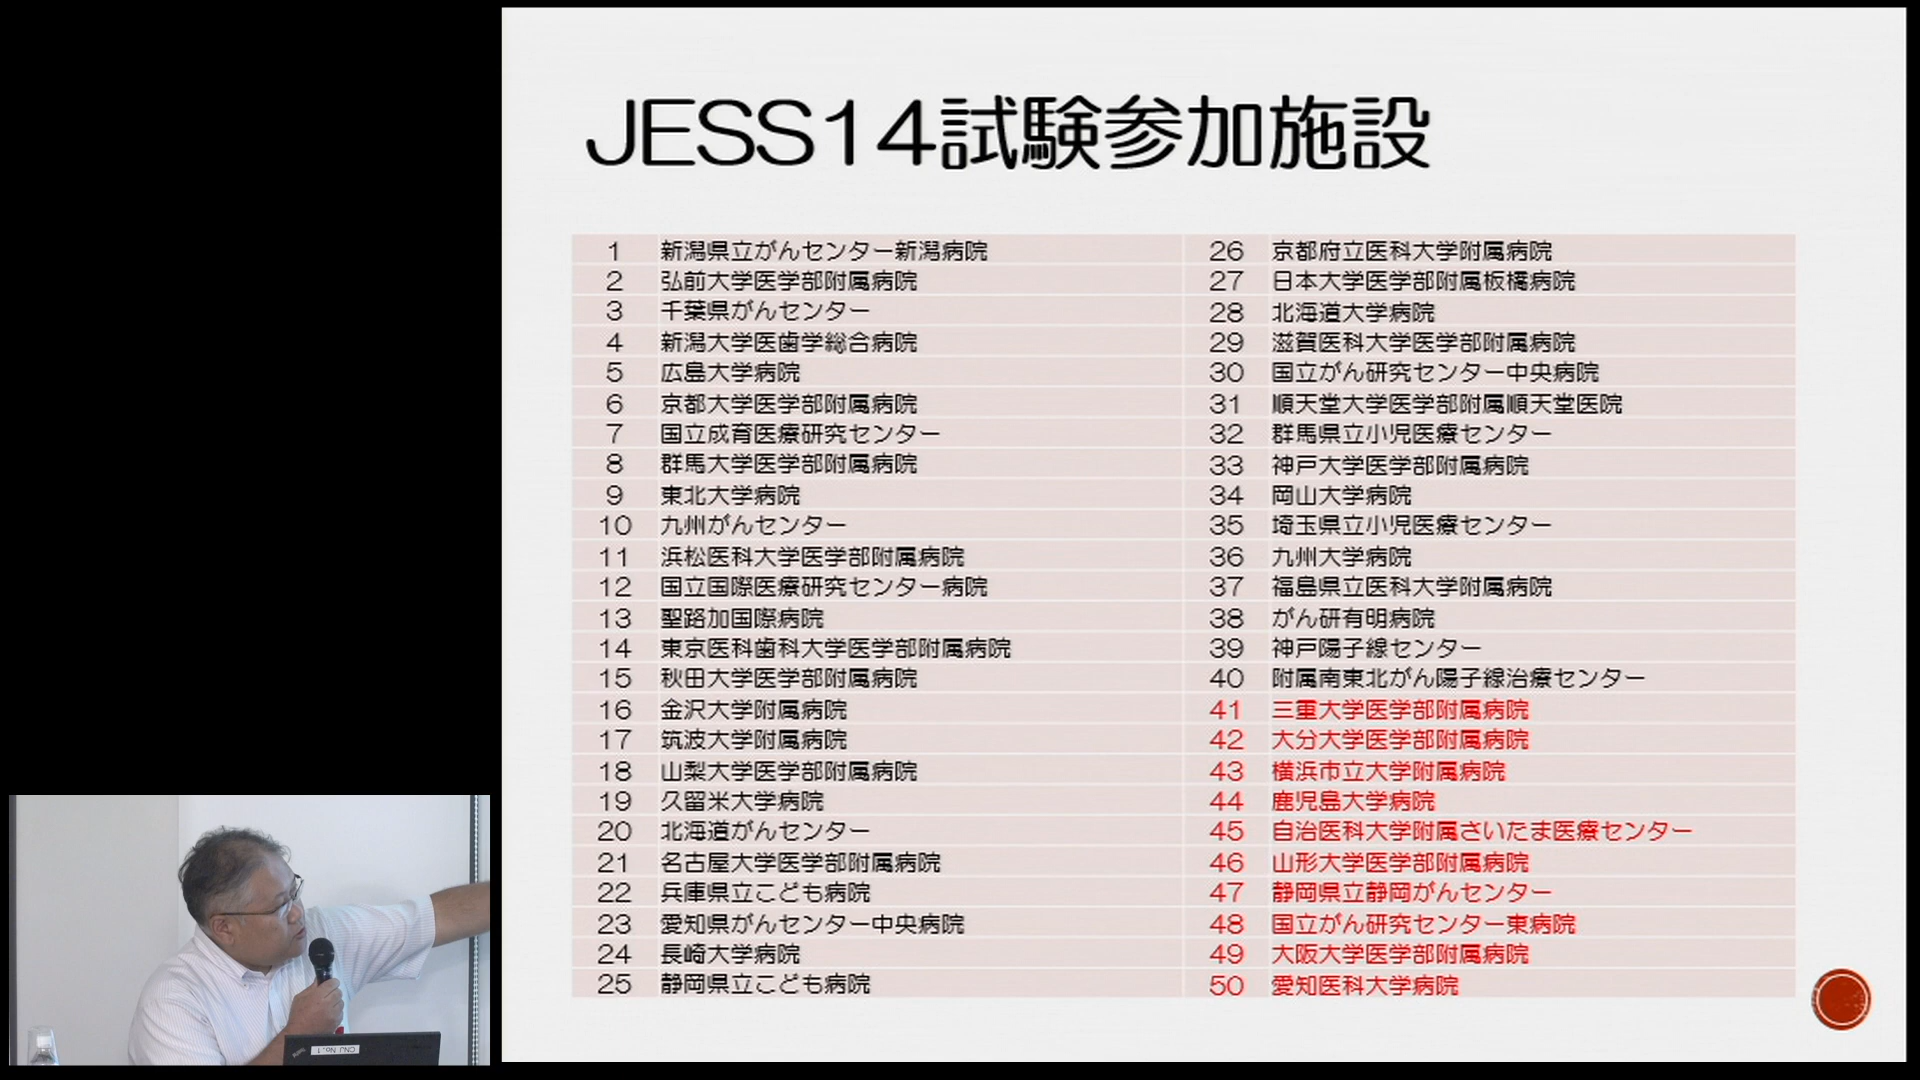 JESS14試験参加施設
1 新潟県立がんセンター新潟病院
2 弘前大学医学部附属病院
3 千葉県がんセンター
4 新潟大学医歯学総合病院
5 広島大学病院
6 京都大学医学部附属病院
7 国立成育医療研究センター
8 群馬大学医学部附属病院
9 東北大学病院
10 九州がんセンター
11 浜松医科大学医学部附属病院
12 国立国際医療研究センター病院
13 聖路加国際病院
14 東京医科歯科大学医学部附属病院
15 秋田大学医学部附属病院
16 金沢大学附属病院
17 筑波大学附属病院
18 山梨大学医学部附属病院
19 久留米大学病院
20 北海道がんセンター
21 名古屋大学医学部附属病院
22 兵庫県立こども病院
23 愛知県がんセンター中央病院
24 長崎大学病院
25 静岡県立こども病院
26 京都府立医科大学附属病院
27 日本大学医学部附属板橋病院
28 北海道大学病院
29 滋賀医科大学医学部附属病院
30 国立がん研究センター中央病院
31 順天堂大学医学部附属順天堂医院
32 群馬県立小児医療センター
33 神戸大学医学部附属病院
34 岡山大学病院
35 埼玉県立小児医療センター
36 九州大学病院
37 福島県立医科大学附属病院
38 がん研有明病院
39 神戸陽子線センター
40 附属南東北がん陽子線治療センター
41 三重大学医学部附属病院
42 大分大学医学部附属病院
43 横浜市立大学附属病院
44 鹿児島大学病院
45 自治医科大学附属さいたま医療センター
46 山形大学医学部附属病院
47 静岡県立静岡がんセンター
48 国立がん研究センター東病院
49 大阪大学医学部附属病院
50 愛知医科大学病院
CNJ No.1